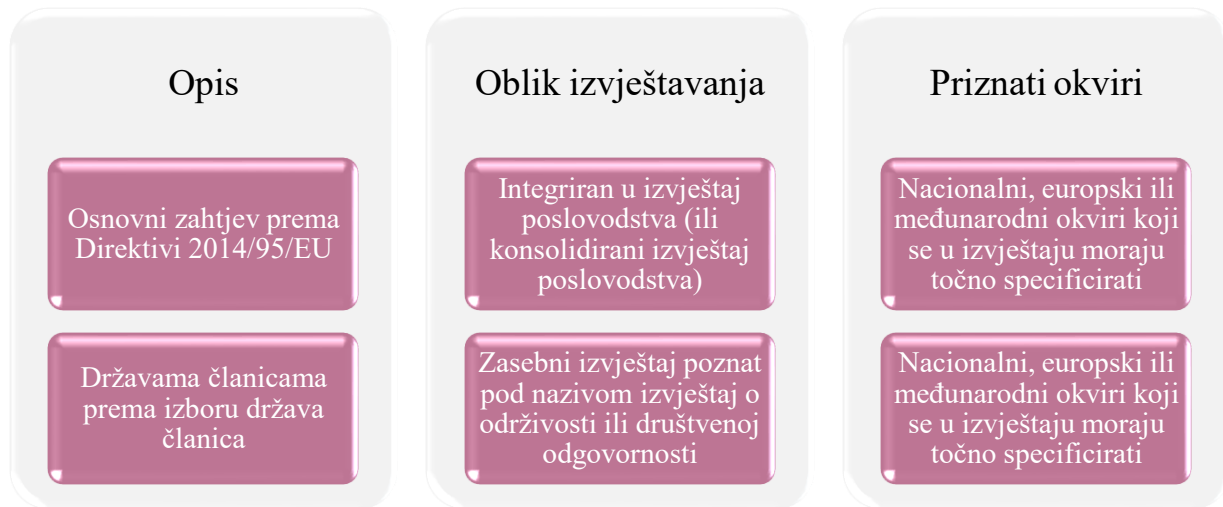 Opis
Osnovni zahtjev prema
Direktivi 2014/95/EU
Državama članicama
prema izboru država
članica
Oblik izvještavanja
Integriran u izvještaj
poslovodstva (ili
konsolidirani izvještaj
poslovodstva)
Zasebni izvještaj poznat
pod nazivom izvještaj o
održivosti ili društvenoj
odgovornosti
Priznati okviri
Nacionalni, europski ili
međunarodni okviri koji
se u izvještaju moraju
točno specificirati
Nacionalni, europski ili
međunarodni okviri koji
se u izvještaju moraju
točno specificirati